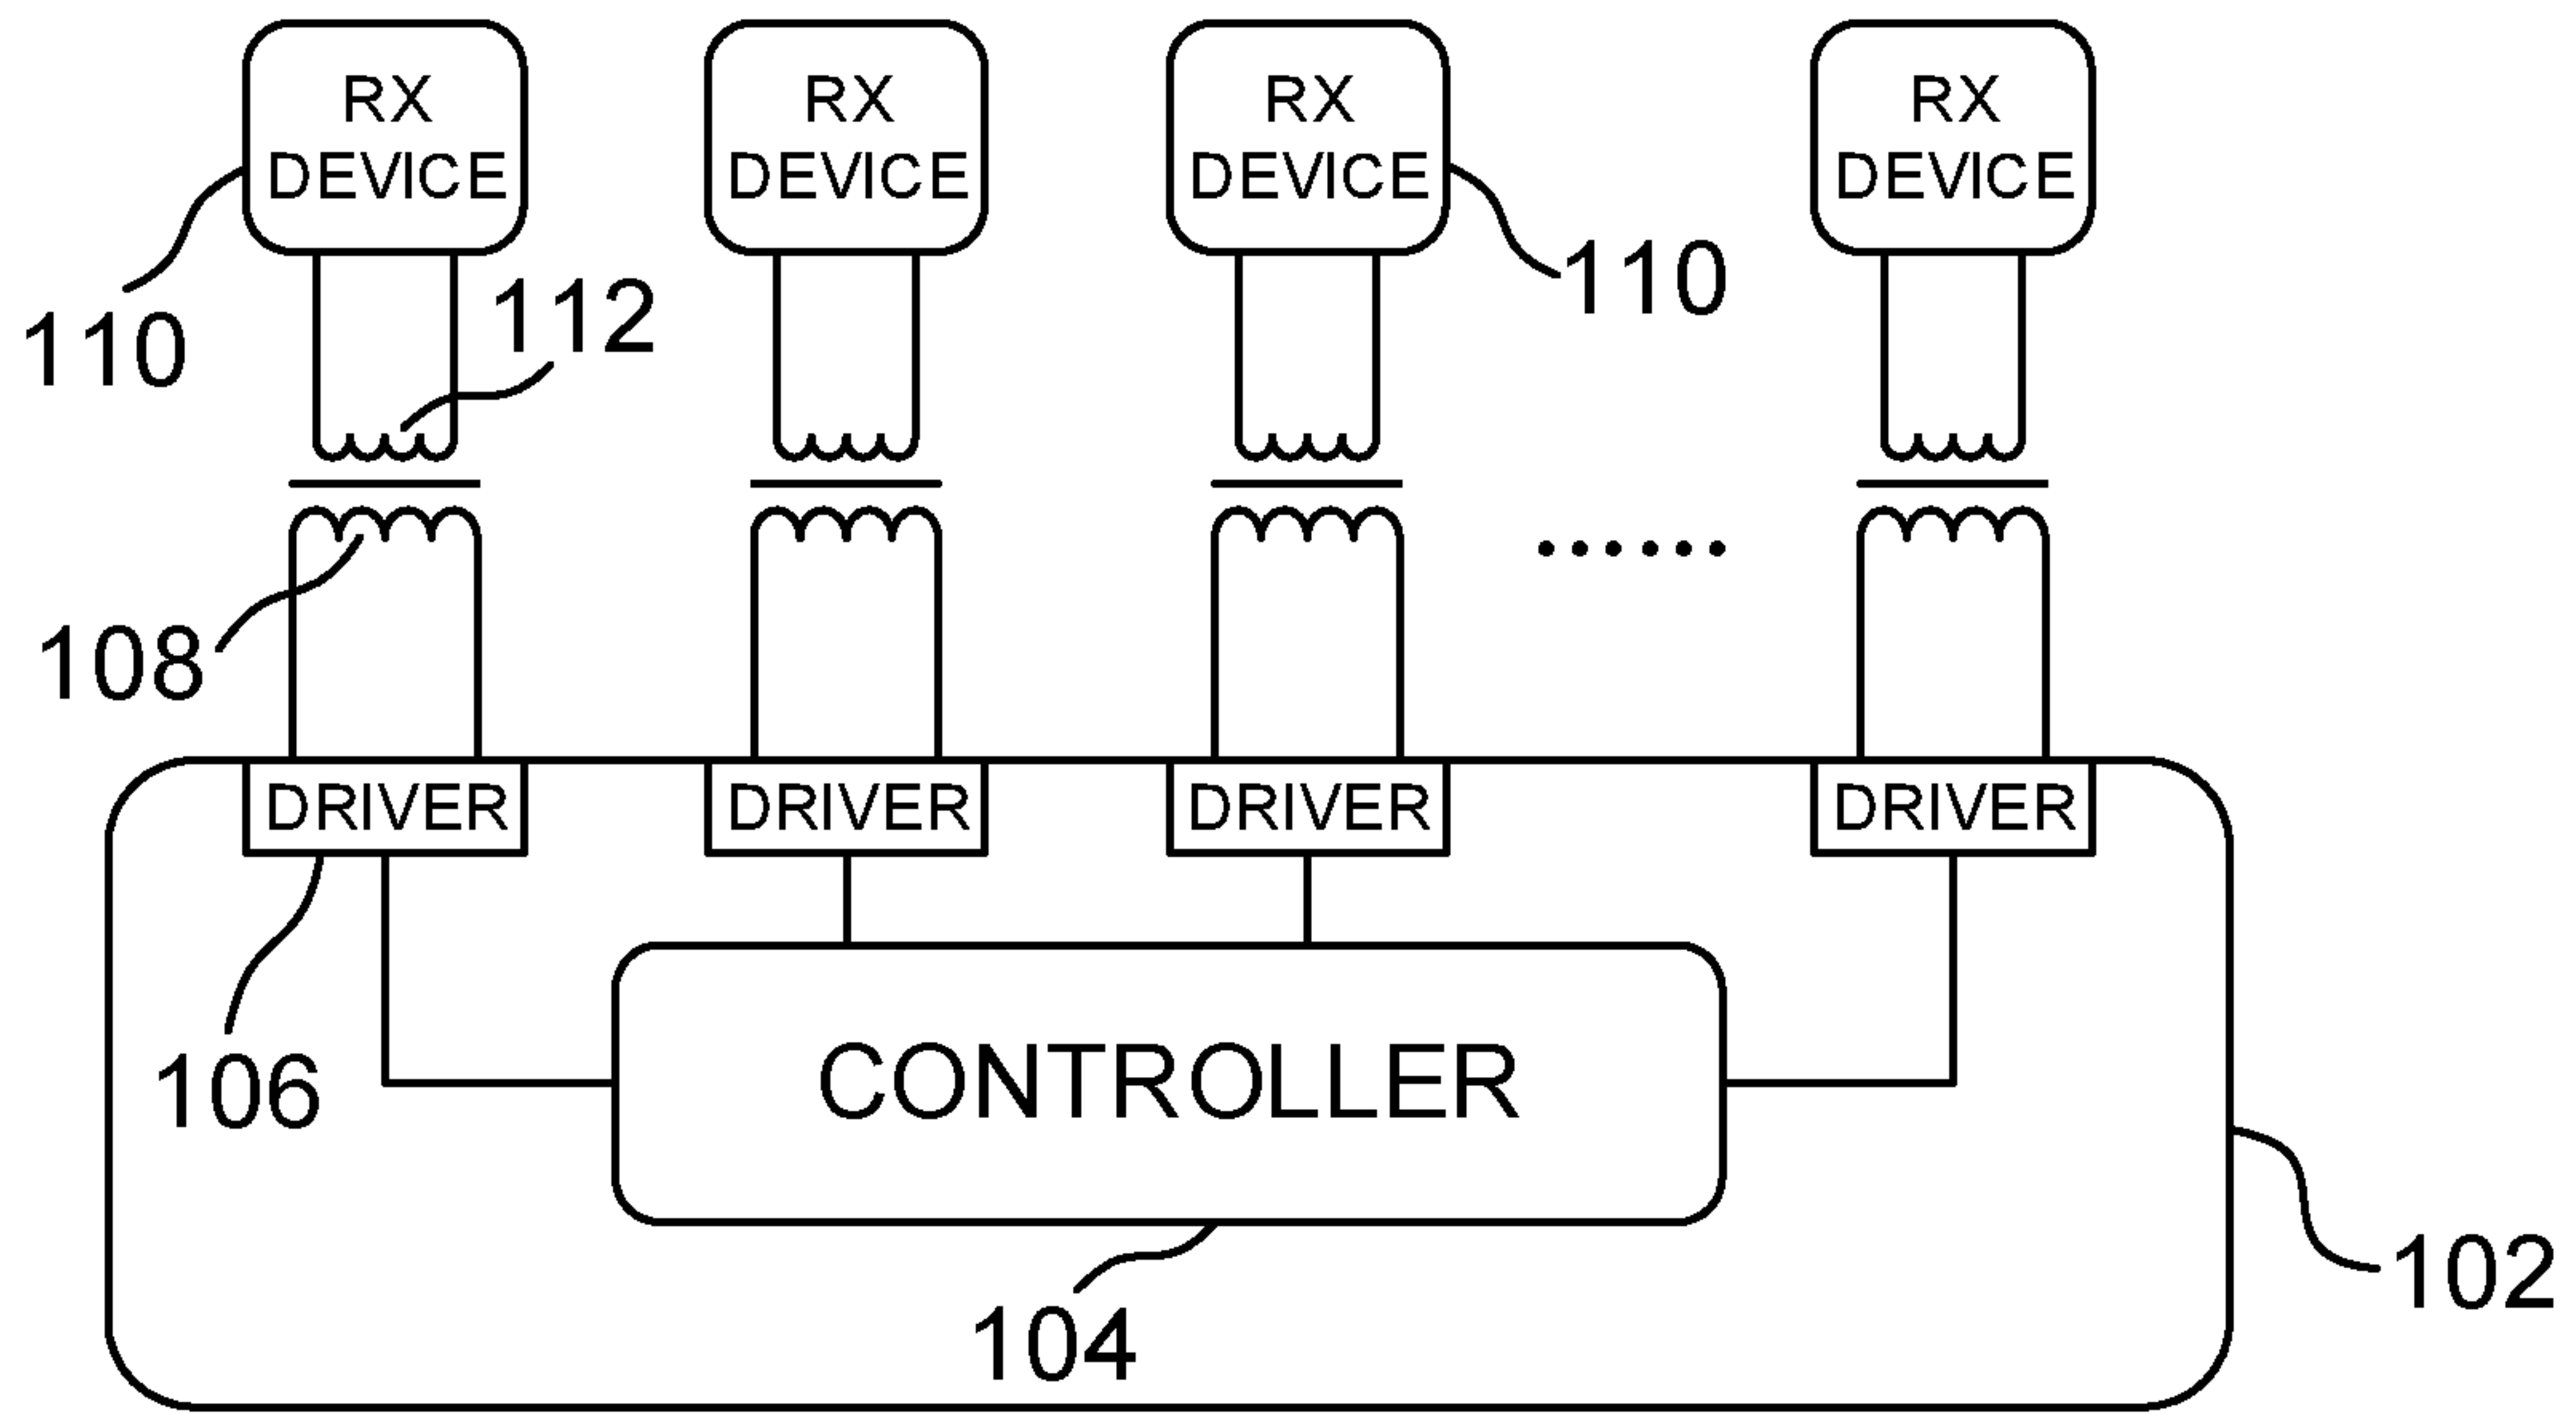 RX
DEVICE
RX
DEVICE
RX
DEVICE
RX
DEVICE
110
112
110
108
DRIVER
DRIVER
DRIVER
DRIVER
106
CONTROLLER
104
102